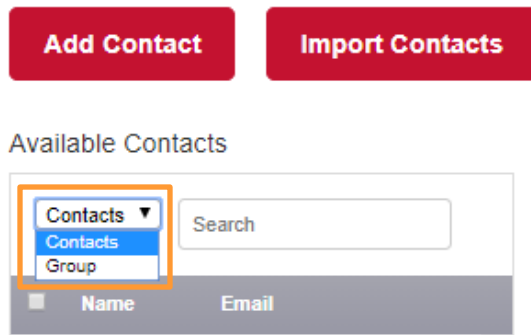 Add Contact Import Contacts
Available Contacts
Contacts ▼ Search
Contacts
Group
Name Email